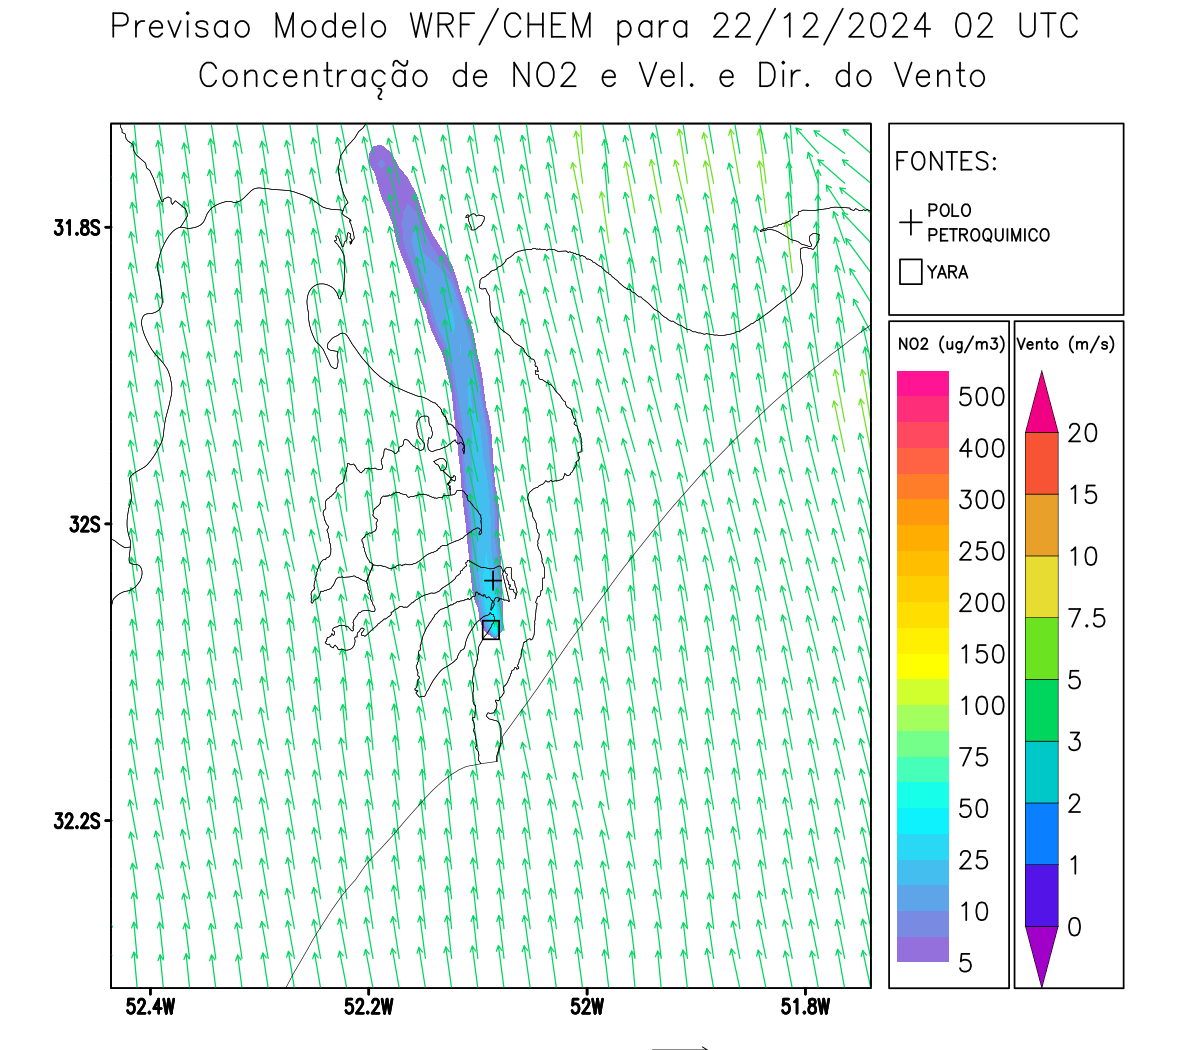 Previsao Modelo WRF/CHEM para 22/12/2024 02 UTC
Concentração de NO2 e Vel. e Dir. do Vento
FONTES:
POLO
PETROQUIMICO
YARA
NO2 (ug/m3)
500
400
300
250
200
150
100
75
50
25
10
5
Vento (m/s)
20
15
10
7.5
5
3
2
1
0
31.8S
32S
32.2S
52.4W
52.2W
52W
51.8W